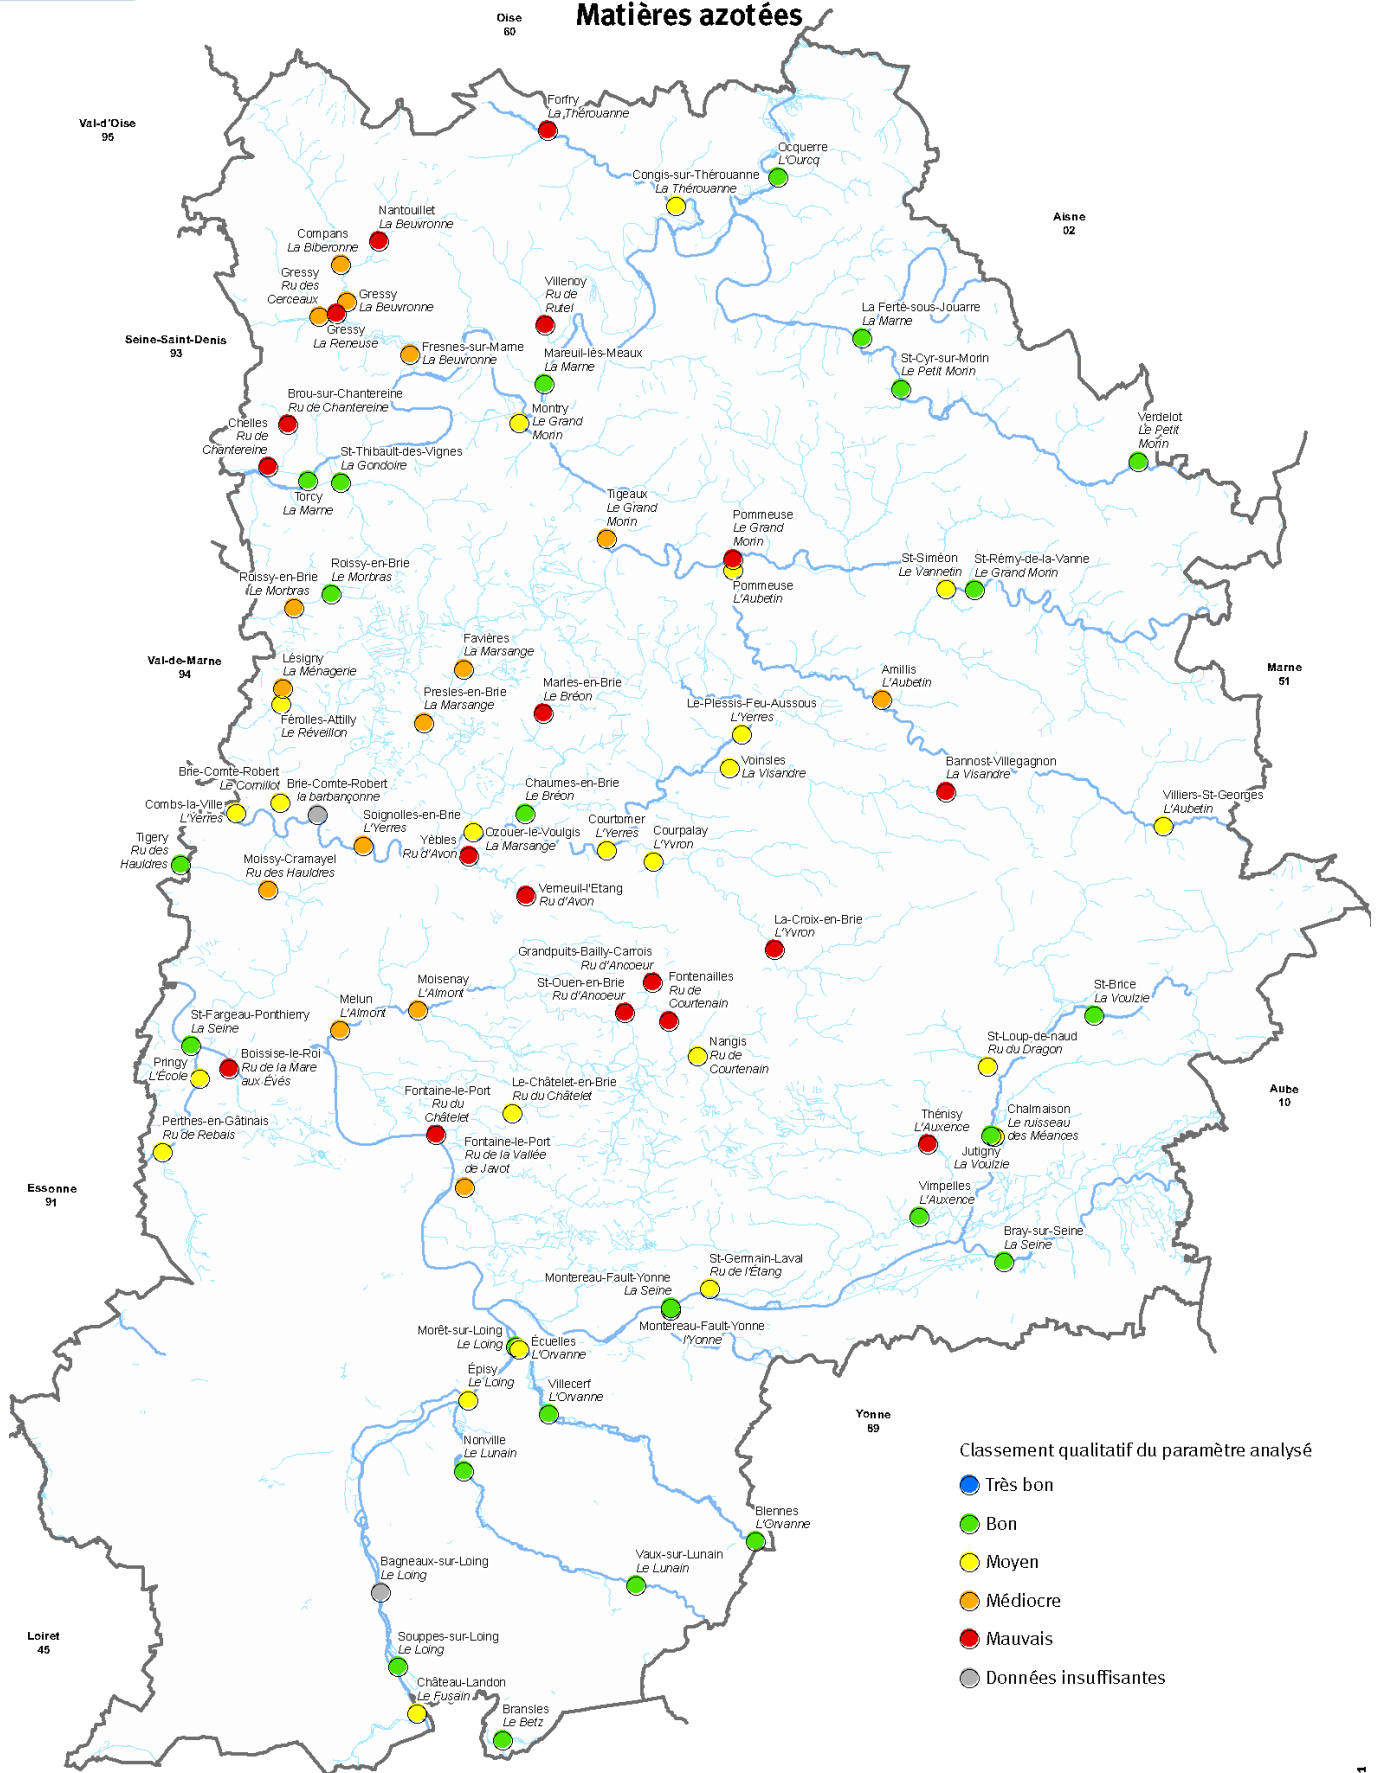 Matières azotées
Oise
60
Val-d'Oise
95
Forfry
La Thérouanne
Ocquerre
L'Ourcq
Congis-sur-Thérouanne
La Thérouanne
Aisne
02
Nantouillet
La Beuvronne
Compans
La Biberonne
Gressy
Ru des
Cerceaux
Gressy
La Beuvronne
Gressy
La Reneuse
Villenoy
Ru de
Rutel
La Ferté-sous-Jouarre
La Marne
Seine-Saint-Denis
93
Fresnes-sur-Marne
La Beuvronne
Mareuil-lès-Meaux
La Marne
St-Cyr-sur-Morin
Le Petit Morin
Brou-sur-Chantereine
Ru de Chantereine
Montry
Le Grand
Morin
Verdelot
Le Petit
Morin
Chelles
Ru de
Chantereine
St-Thibault-des-Vignes
La Gondoire
Torcy
La Marne
Tigeaux
Le Grand
Morin
Pommeuse
Le Grand
Morin
Pommeuse
L'Aubetin
St-Siméon
Le Vannetin
St-Rémy-de-la-Vanne
Le Grand Morin
Roissy-en-Brie
Le Morbras
Roissy-en-Brie
Le Morbras
Val-de-Marne
94
Marne
51
Favières
La Marsange
Lésigny
La Ménagerie
Férolles-Attilly
Le Réveillon
Presles-en-Brie
La Marsange
Marles-en-Brie
Le Bréon
Amillis
L'Aubetin
Le-Plessis-Feu-Aussous
L'Yerres
Voinsles
La Visandre
Bannost-Villegagnon
La Visandre
Villiers-St-Georges
L'Aubetin
Brie-Comte-Robert
Le Cornillot
Brie-Comte-Robert
la barbançonne
Combs-la-Ville
L'Yerres
Chaumes-en-Brie
Le Bréon
Soignolles-en-Brie
L'Yerres
Yèbles
Ru d'Avon
Ozouer-le-Voulgis
La Marsange
Courtomer
L'Yerres
Courpalay
L'Yvron
Tigery
Ru des
Hauldres
Moissy-Cramayel
Ru des Hauldres
Verneuil-l'Etang
Ru d'Avon
La-Croix-en-Brie
L'Yvron
Grandpuits-Bailly-Carrois
Ru d'Ancoeur
St-Ouen-en-Brie
Ru d'Ancoeur
Fontenailles
Ru de
Courtenain
Moisenay
L'Almont
Melun
L'Almont
St-Brice
La Voulzie
St-Fargeau-Ponthierry
La Seine
Nangis
Ru de
Courtenain
St-Loup-de-naud
Ru du Dragon
Pringy
L'École
Boissise-le-Roi
Ru de la Mare
aux Évés
Aube
10
Fontaine-le-Port
Ru du
Châtelet
Le-Châtelet-en-Brie
Ru du Châtelet
Perthes-en-Gâtinais
Ru de Rebais
Thénisy
L'Auxence
Chalmaison
Le ruisseau
des Méances
Jutigny
La Voulzie
Fontaine-le-Port
Ru de la Vallée
de Javot
Essonne
91
Vimpelles
L'Auxence
Bray-sur-Seine
La Seine
St-Germain-Laval
Ru de l'Étang
Montereau-Fault-Yonne
La Seine
Montereau-Fault-Yonne
l'Yonne
Morêt-sur-Loing
Le Loing
Écuelles
L'Orvanne
Épisy
Le Loing
Villecerf
L'Orvanne
Yonne
89
Nonville
Le Lunain
Blennes
L'Orvanne
Vaux-sur-Lunain
Le Lunain
Bagneaux-sur-Loing
Le Loing
Loiret
45
Souppes-sur-Loing
Le Loing
Château-Landon
Le Fusain
Bransles
Le Betz
Classement qualitatif du paramètre analysé
Très bon
Bon
Moyen
Médiocre
Mauvais
Données insuffisantes
1